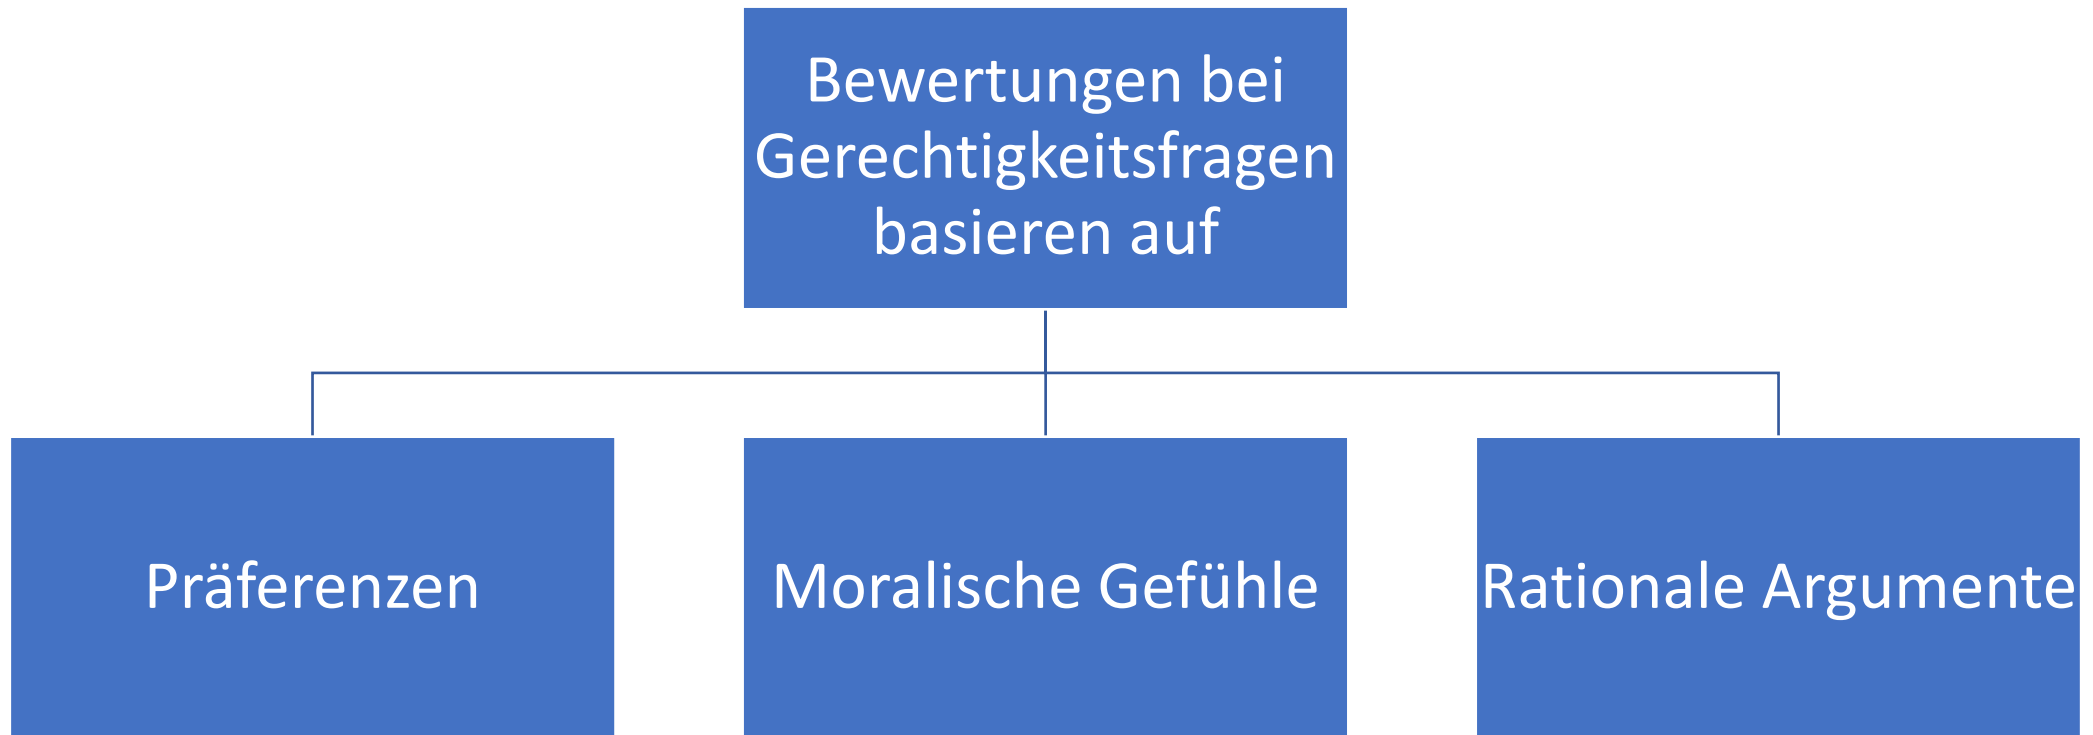 Bewertungen bei
Gerechtigkeitsfragen
basieren auf
Präferenzen
Moralische Gefühle
Rationale Argumente